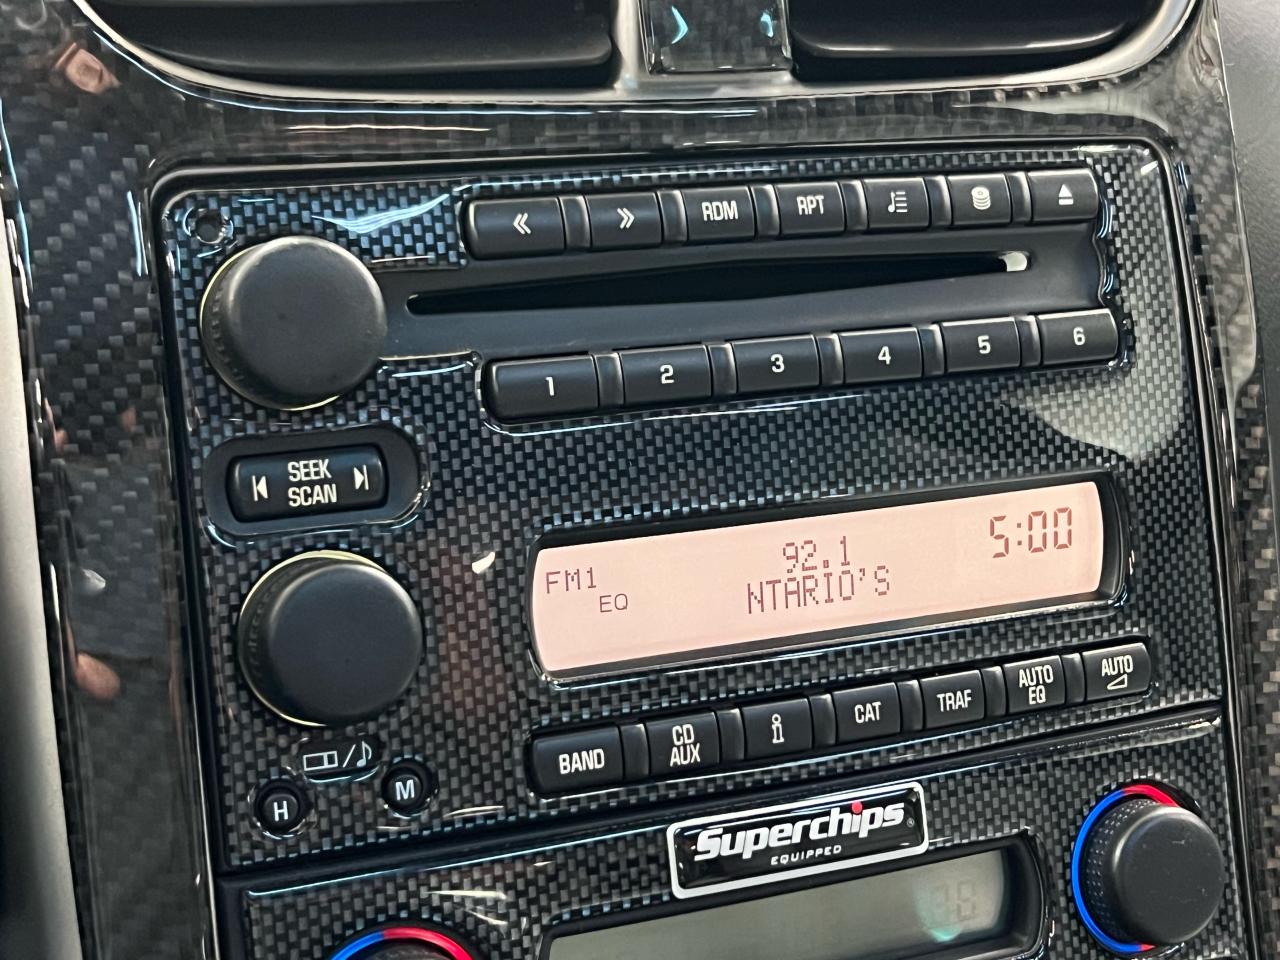 RDM RPT
1 2 3 4 5 6
SEEK
SCAN
92.1 5:00
FM1 NTARIO'S
EQ
BAND CD AUX i CAT TRAF AUTO EQ AUTO
H M
Superchips
EQUIPPED